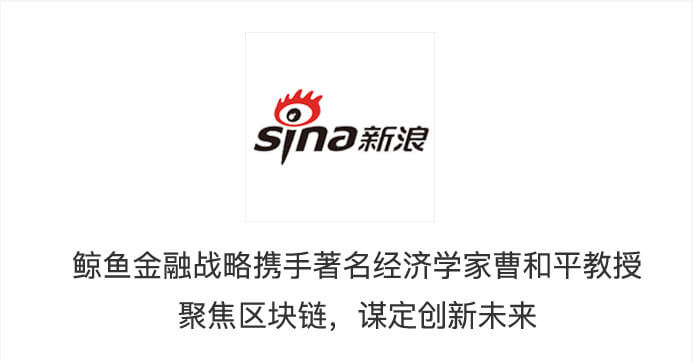 sina新浪
鲸鱼金融战略携手著名经济学家曹和平教授
聚焦区块链，谋定创新未来